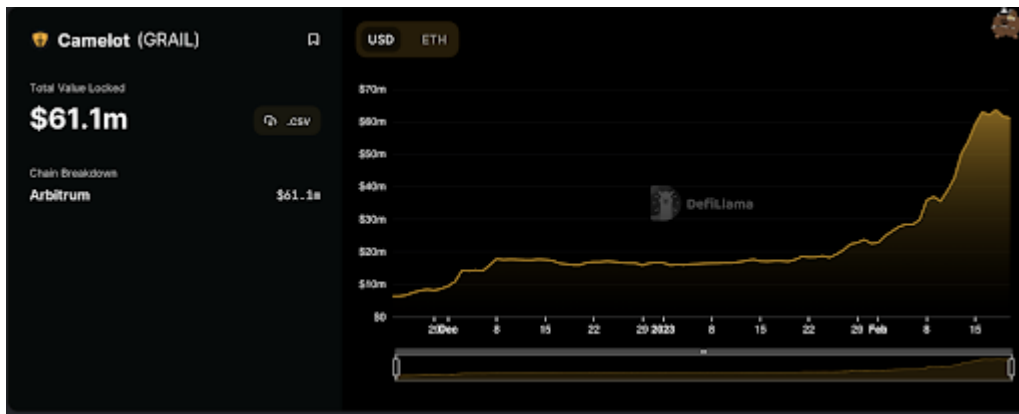 Camelot (GRAIL)
Total Value Locked
$61.1m
.csv
Chain Breakdown
Arbitrum $61.1m
USD ETH
$70m
$60m
$50m
$40m
$30m
$20m
$10m
$0
DefiLlama
29 Dec 8 15 22 29 2023 8 15 22 29 Feb 8 15